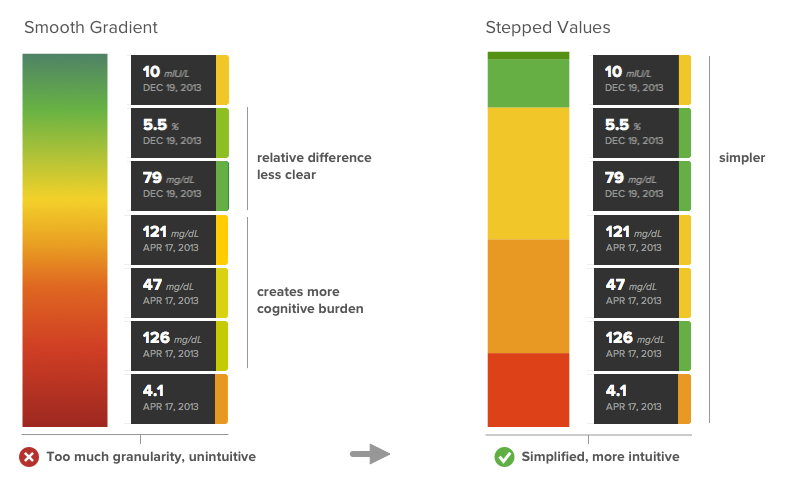 Smooth Gradient
10 mIU/L
DEC 19, 2013
5.5 %
DEC 19, 2013
79 mg/dL
DEC 19, 2013
121 mg/dL
APR 17, 2013
47 mg/dL
APR 17, 2013
126 mg/dL
APR 17, 2013
4.1
APR 17, 2013
relative difference
less clear
creates more
cognitive burden
Too much granularity, unintuitive
Stepped Values
10 mIU/L
DEC 19, 2013
5.5 %
DEC 19, 2013
79 mg/dL
DEC 19, 2013
121 mg/dL
APR 17, 2013
47 mg/dL
APR 17, 2013
126 mg/dL
APR 17, 2013
4.1
APR 17, 2013
simpler
Simplified, more intuitive